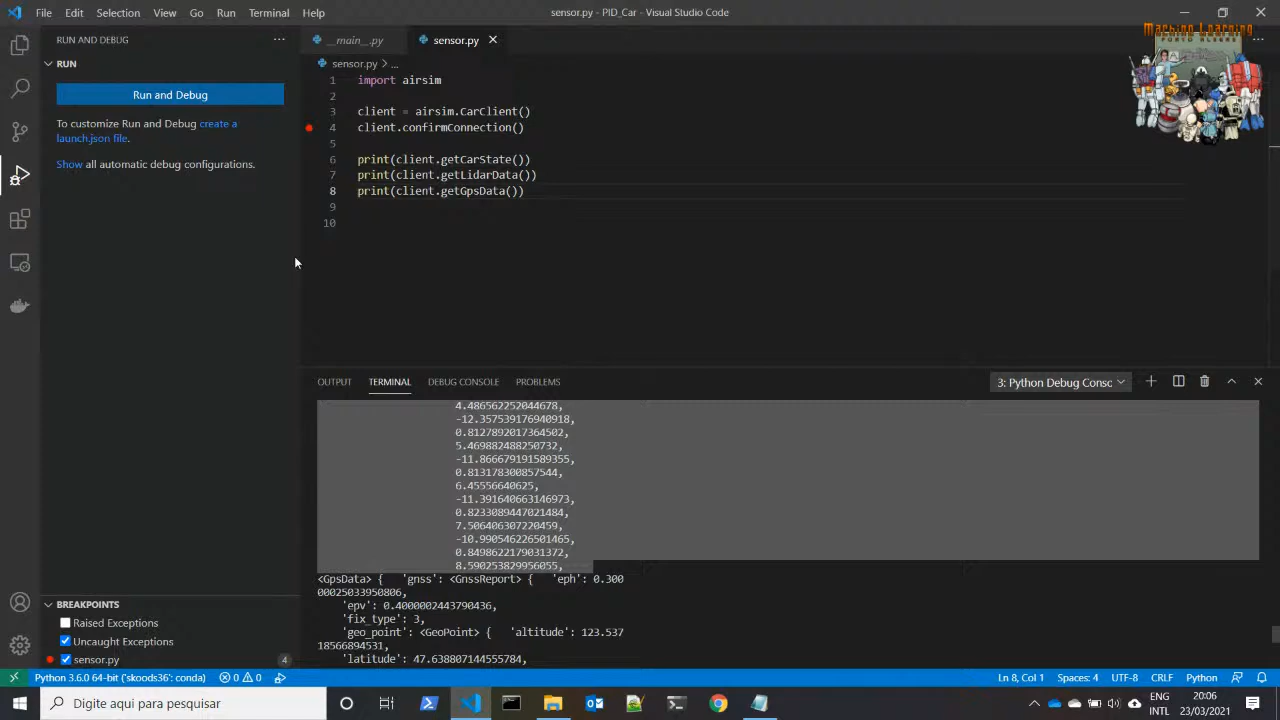 File Edit Selection View Go Run Terminal Help
sensor.py - PID_Car - Visual Studio Code
Machine Learning
RUN AND DEBUG
__main__.py
sensor.py
RUN
sensor.py > ...
Run and Debug
To customize Run and Debug create a
launch.json file.
Show all automatic debug configurations.
1 import airsim
2
3 client = airsim.CarClient()
4 client.confirmConnection()
5
6 print(client.getCarState())
7 print(client.getLidarData())
8 print(client.getGpsData())
9
10
OUTPUT TERMINAL DEBUG CONSOLE PROBLEMS
3: Python Debug Consc
4.486562252044678,
-12.357539176940918,
0.8127892017364502,
5.469882488250732,
-11.866679191589355,
0.813178300857544,
6.45556640625,
-11.391640663146973,
0.8233089447021484,
7.506406307220459,
-10.990546226501465,
0.8498622179031372,
8.590253829956055,
<GpsData> { 'gnss': <GnssReport> { 'eph': 0.300
00025033950806,
'epv': 0.4000002443790436,
'fix_type': 3,
'geo_point': <GeoPoint> { 'altitude': 123.537
18566894531,
'latitude': 47.638807144555784,
BREAKPOINTS
Raised Exceptions
Uncaught Exceptions
sensor.py 4
Python 3.6.0 64-bit ('skoods36': conda) 0 0
Ln 8, Col 1 Spaces: 4 UTF-8 CRLF Python
Digite aqui para pesquisar
ENG
INTL
20:06
23/03/2021